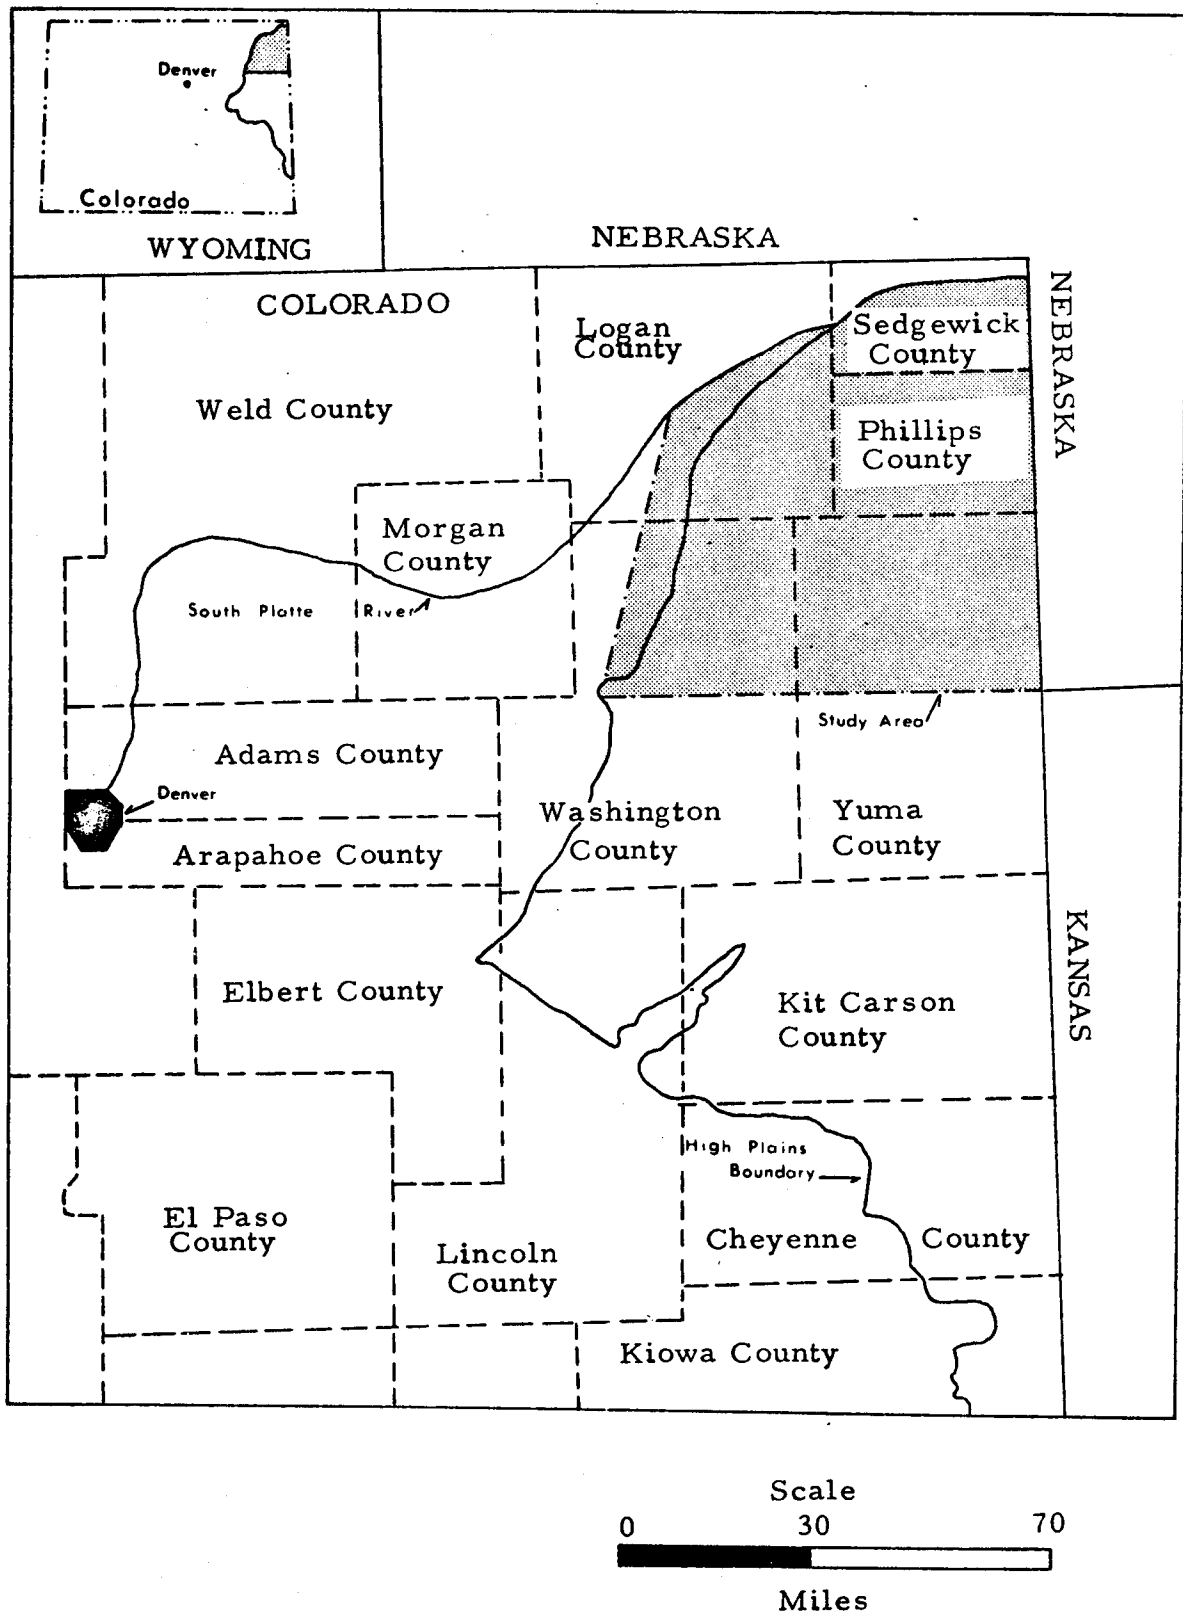 Denver
Colorado
WYOMING
NEBRASKA
COLORADO
NEBRASKA
Logan
County
Sedgewick
County
Weld County
Phillips
County
Morgan
County
South Platte River
Study Area
Adams County
Denver
Washington
County
Yuma
County
Arapahoe County
KANSAS
Elbert County
Kit Carson
County
High Plains
Boundary
El Paso
County
Cheyenne County
Lincoln
County
Kiowa County
Scale
0 30 70
Miles